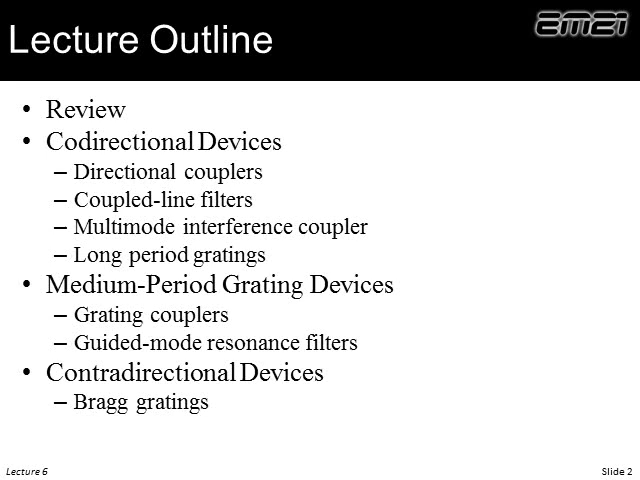 Lecture Outline
EM21
• Review
• Codirectional Devices
– Directional couplers
– Coupled-line filters
– Multimode interference coupler
– Long period gratings
• Medium-Period Grating Devices
– Grating couplers
– Guided-mode resonance filters
• Contradirectional Devices
– Bragg gratings
Lecture 6
Slide 2